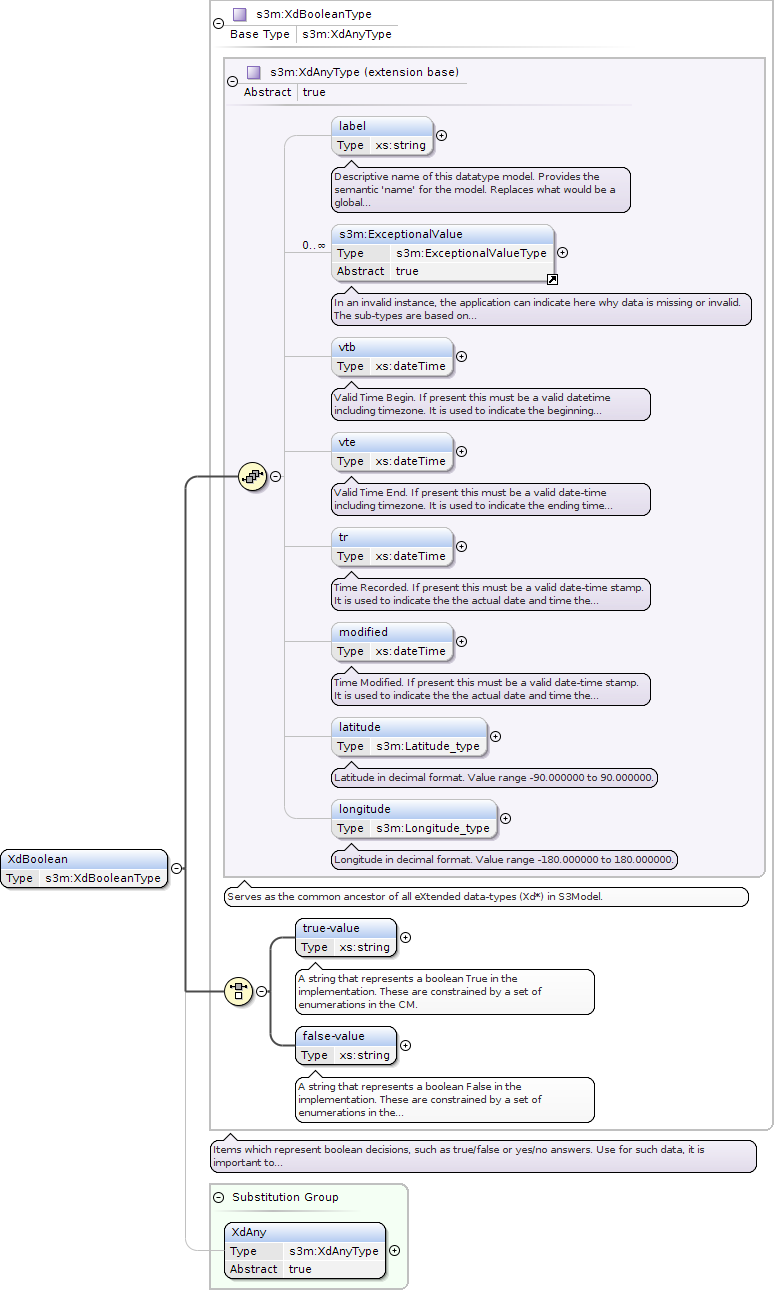 s3m:XdBooleanType
Base Type s3m:XdAnyType
s3m:XdAnyType (extension base)
Abstract true
label
Type xs:string
Descriptive name of this datatype model. Provides the
semantic 'name' for the model. Replaces what would be a
global...
0..∞
s3m:ExceptionalValue
Type s3m:ExceptionalValueType
Abstract true
In an invalid instance, the application can indicate here why data is missing or invalid.
The sub-types are based on...
vtb
Type xs:dateTime
Valid Time Begin. If present this must be a valid datetime
including timezone. It is used to indicate the beginning...
vte
Type xs:dateTime
Valid Time End. If present this must be a valid date-time
including timezone. It is used to indicate the ending time...
tr
Type xs:dateTime
Time Recorded. If present this must be a valid date-time stamp.
It is used to indicate the the actual date and time the...
modified
Type xs:dateTime
Time Modified. If present this must be a valid date-time stamp.
It is used to indicate the the actual date and time the...
latitude
Type s3m:Latitude_type
Latitude in decimal format. Value range -90.000000 to 90.000000.
longitude
Type s3m:Longitude_type
Longitude in decimal format. Value range -180.000000 to 180.000000.
XdBoolean
Type s3m:XdBooleanType
Serves as the common ancestor of all eXtended data-types (Xd*) in S3Model.
true-value
Type xs:string
A string that represents a boolean True in the
implementation. These are constrained by a set of
enumerations in the CM.
false-value
Type xs:string
A string that represents a boolean False in the
implementation. These are constrained by a set of
enumerations in the...
Items which represent boolean decisions, such as true/false or yes/no answers. Use for such data, it is
important to...
Substitution Group
XdAny
Type s3m:XdAnyType
Abstract true